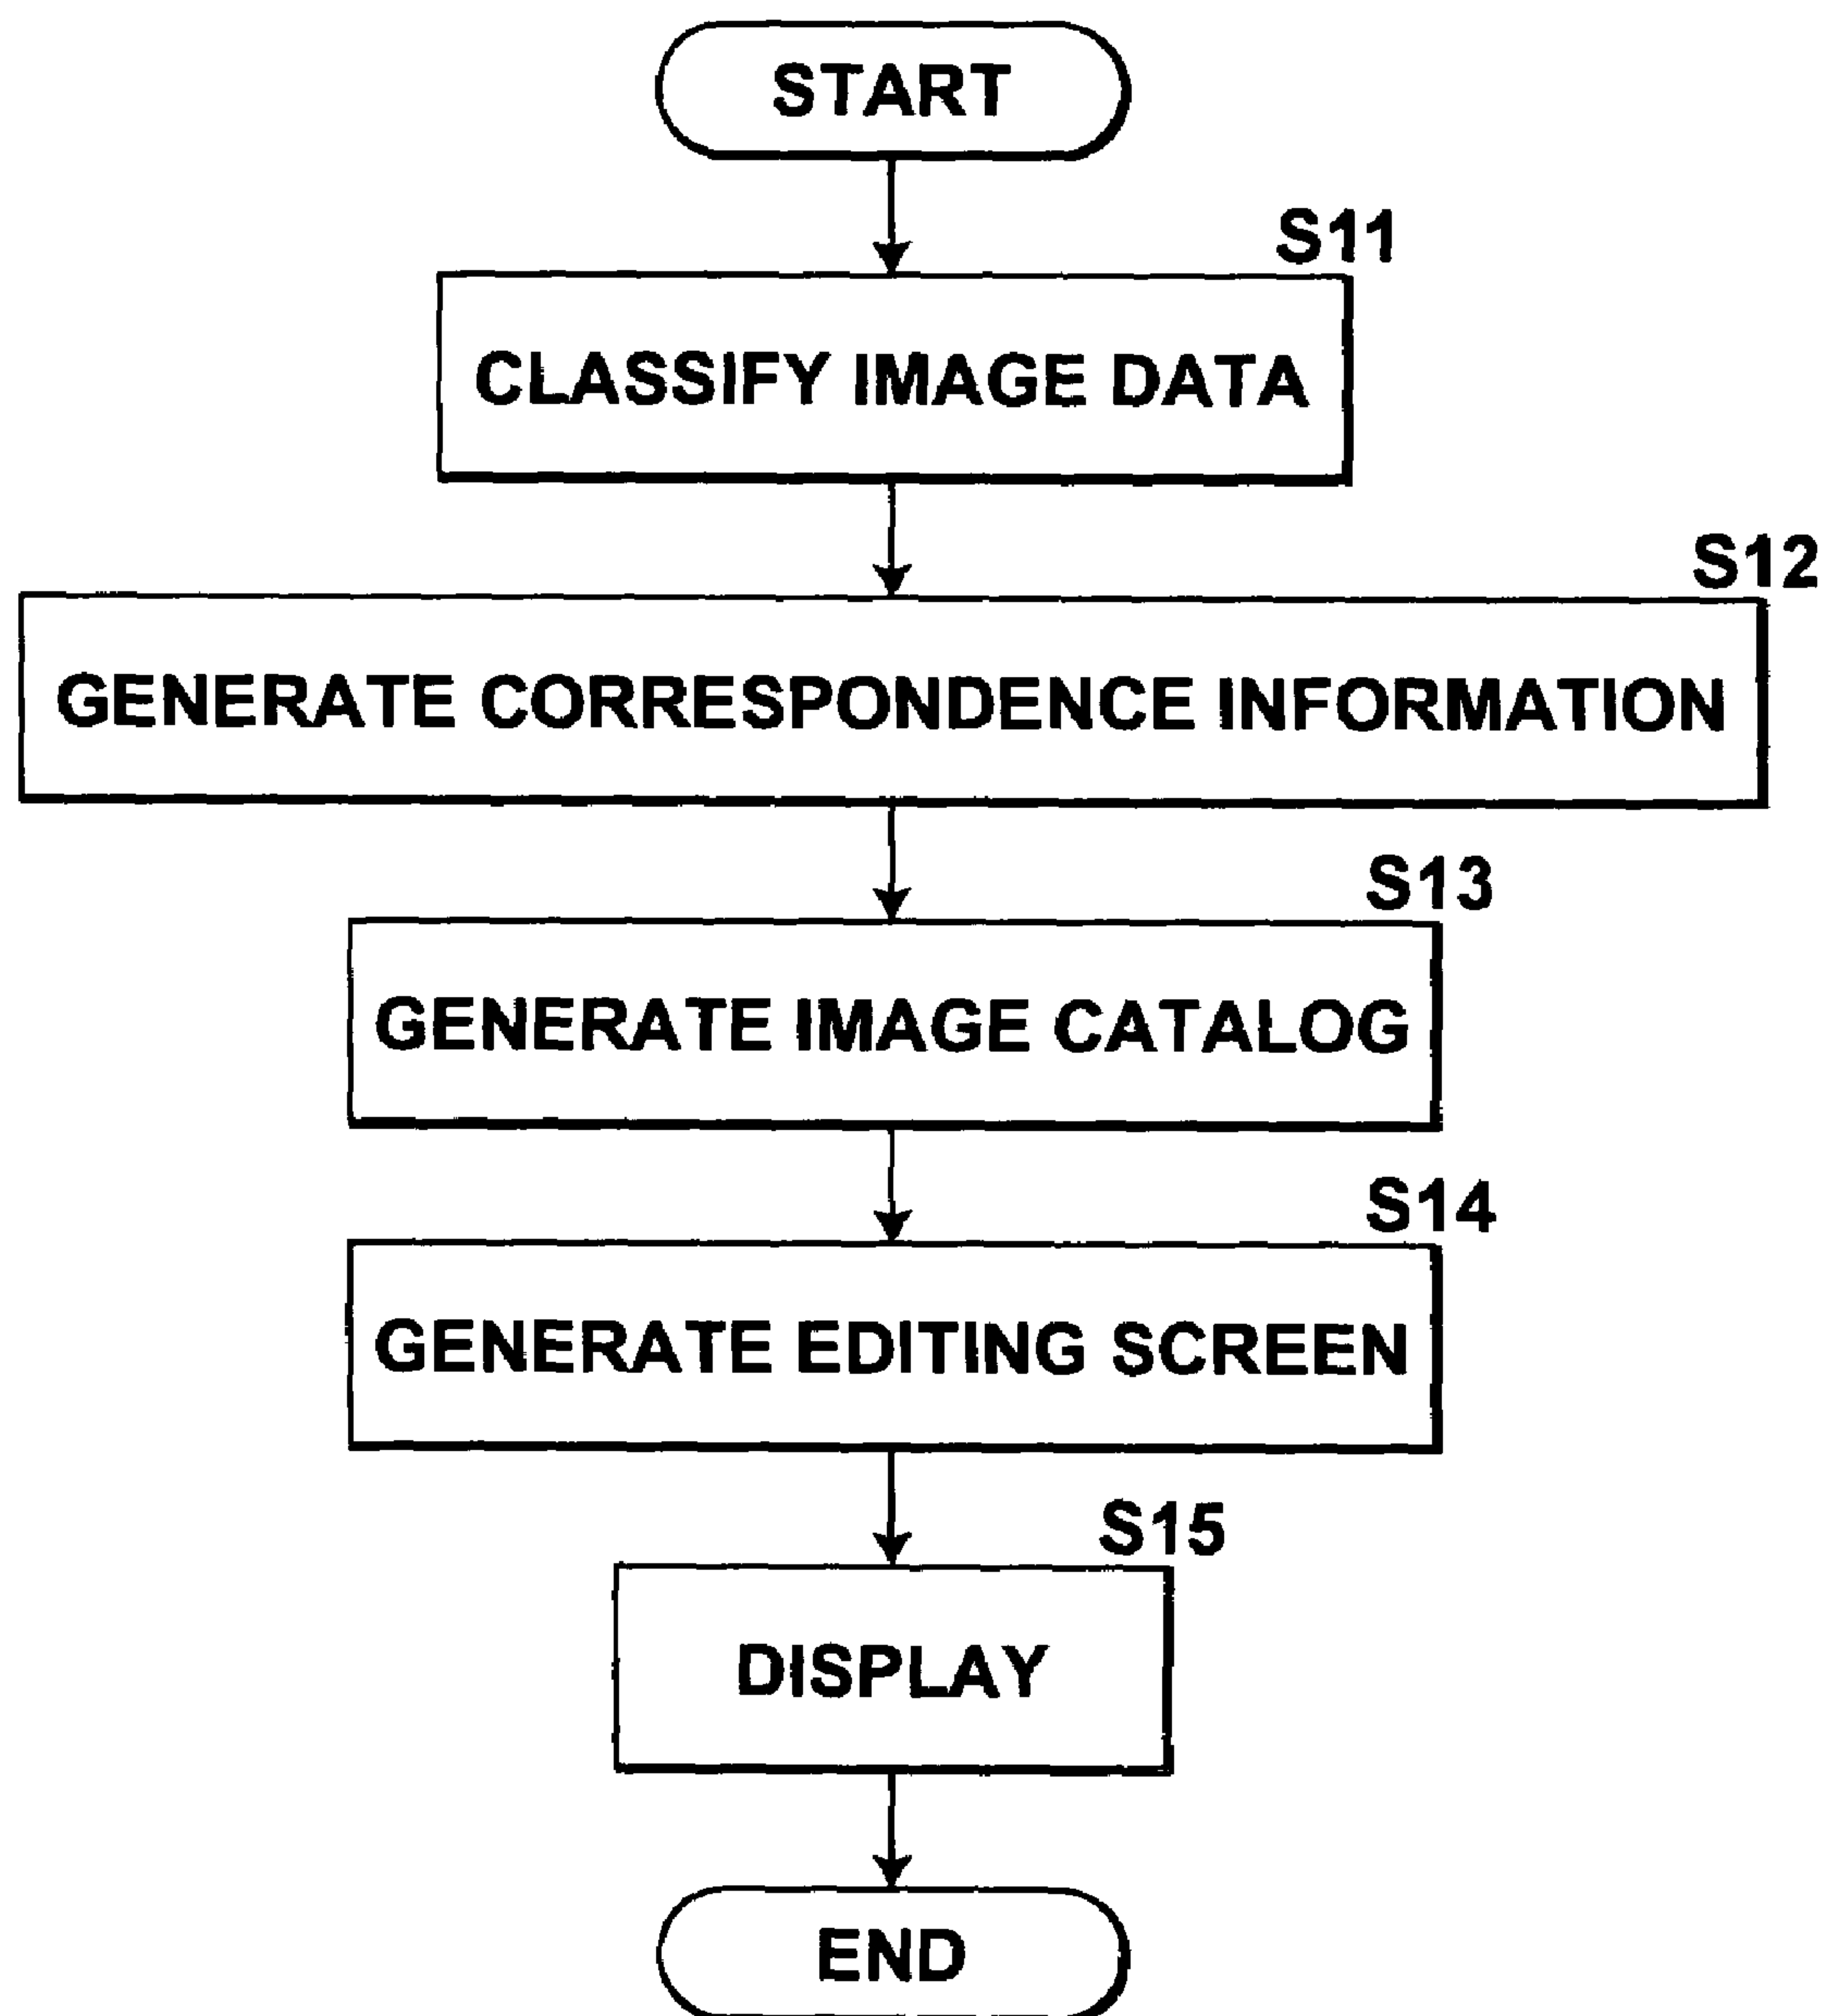 START
S11
CLASSIFY IMAGE DATA
S12
GENERATE CORRESPONDENCE INFORMATION
S13
GENERATE IMAGE CATALOG
S14
GENERATE EDITING SCREEN
S15
DISPLAY
END